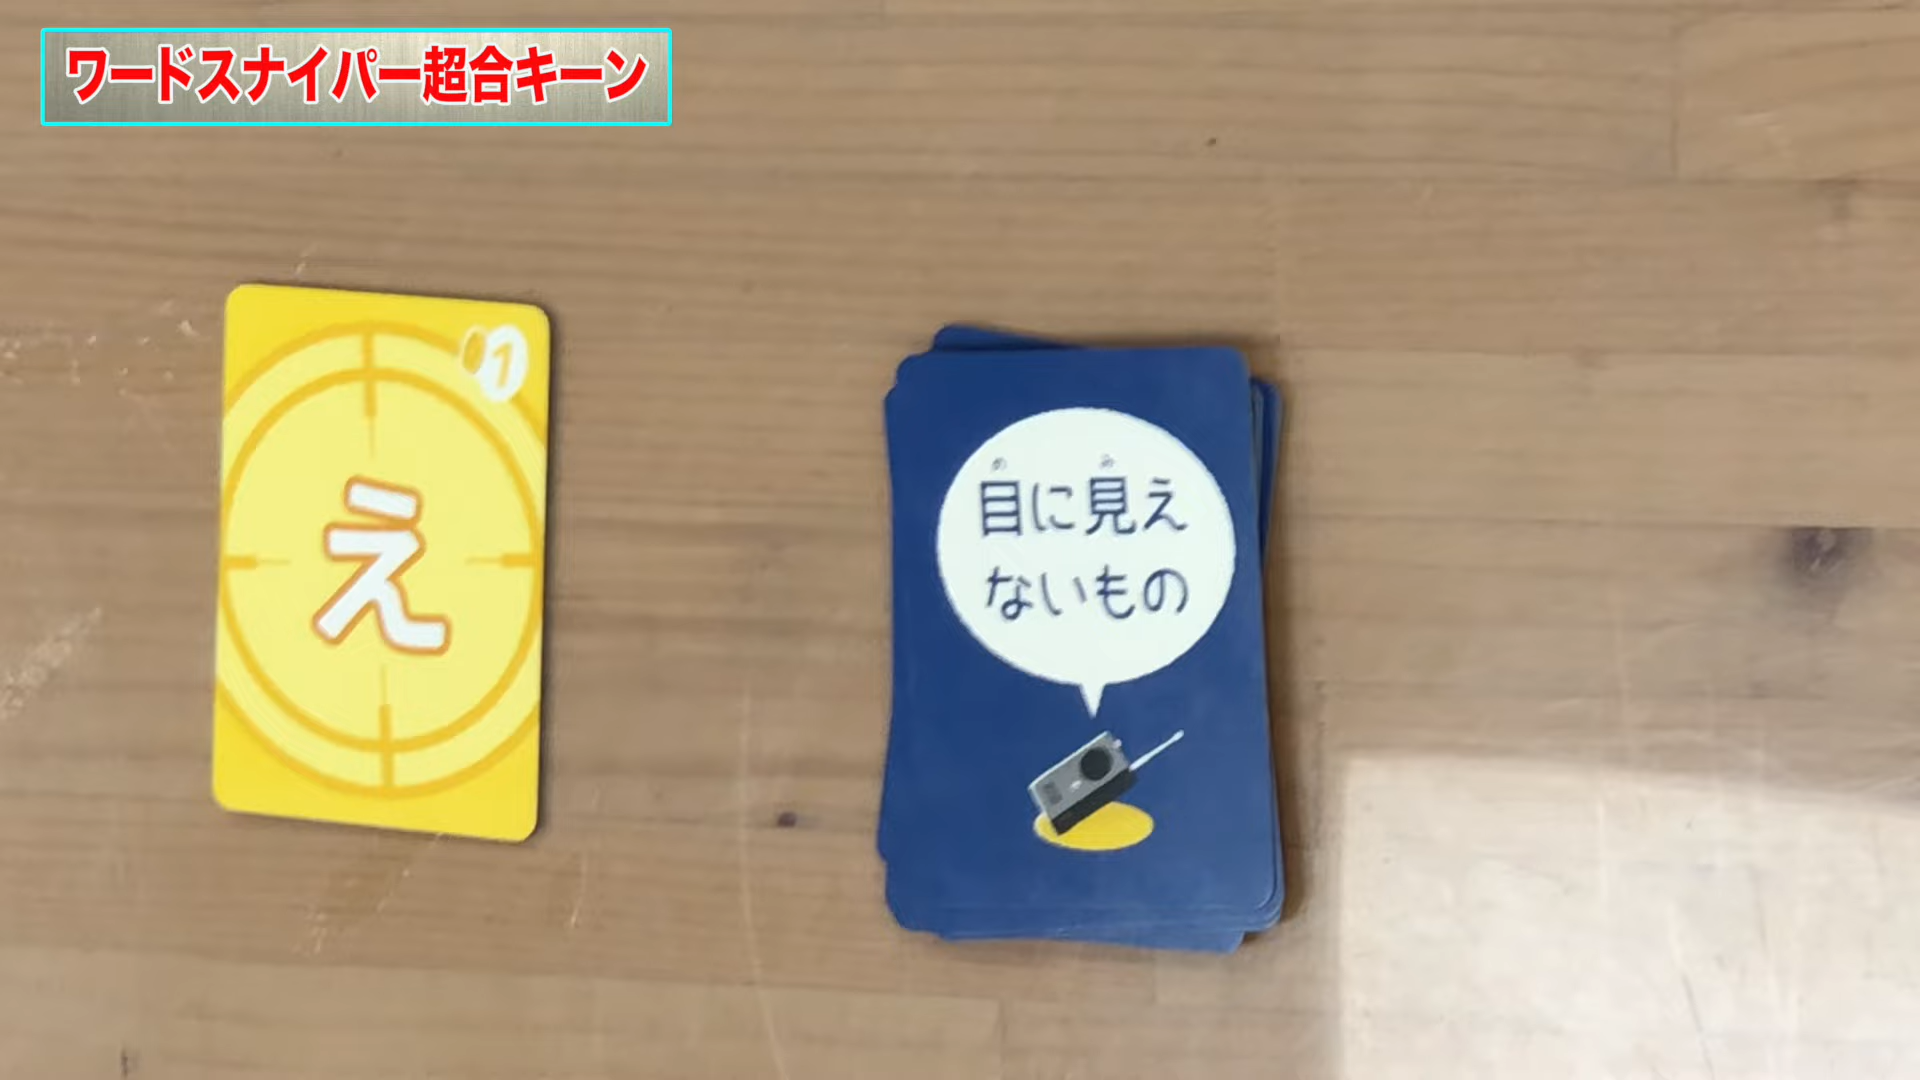 ワードスナイパー超合キーン
1
え
め み
目に見え
ないもの